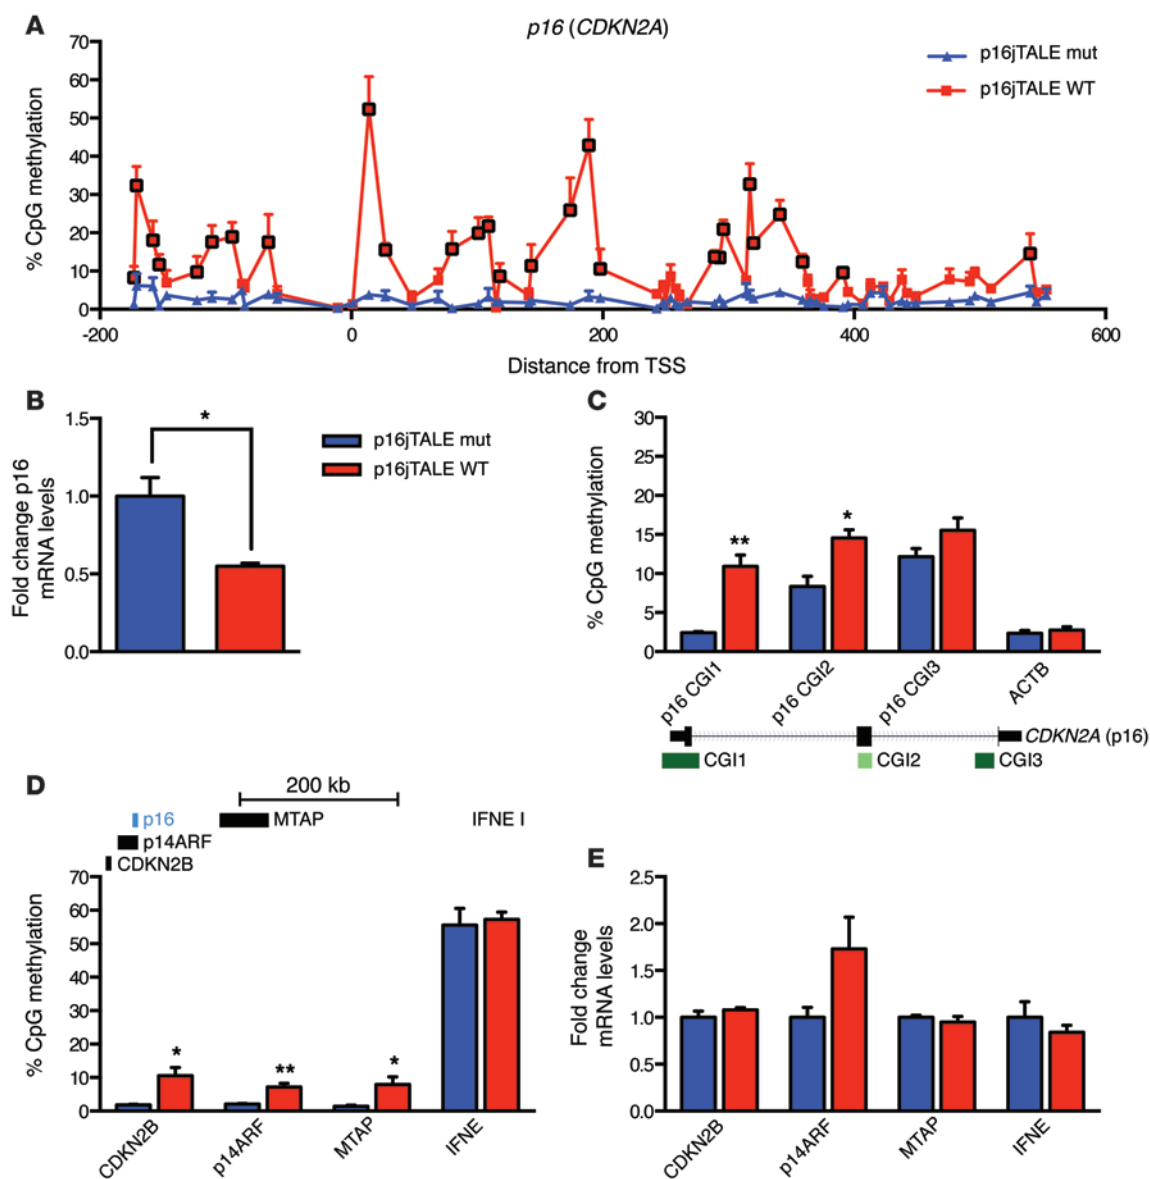 A
p16 (CDKN2A)
p16jTALE mut
p16jTALE WT
% CpG methylation
70
60
50
40
30
20
10
0
-200
0
200
400
600
Distance from TSS
B
Fold change p16
mRNA levels
1.5
1.0
0.5
0.0
*
p16jTALE mut
p16jTALE WT
C
% CpG methylation
30
25
20
15
10
5
0
**
*
p16 CGI1
p16 CGI2
p16 CGI3
ACTB
CDKN2A (p16)
CGI1
CGI2
CGI3
D
200 kb
p16
MTAP
IFNE I
p14ARF
CDKN2B
% CpG methylation
70
60
50
40
30
20
10
0
*
**
*
CDKN2B
p14ARF
MTAP
IFNE
E
Fold change
mRNA levels
2.5
2.0
1.5
1.0
0.5
0.0
CDKN2B
p14ARF
MTAP
IFNE